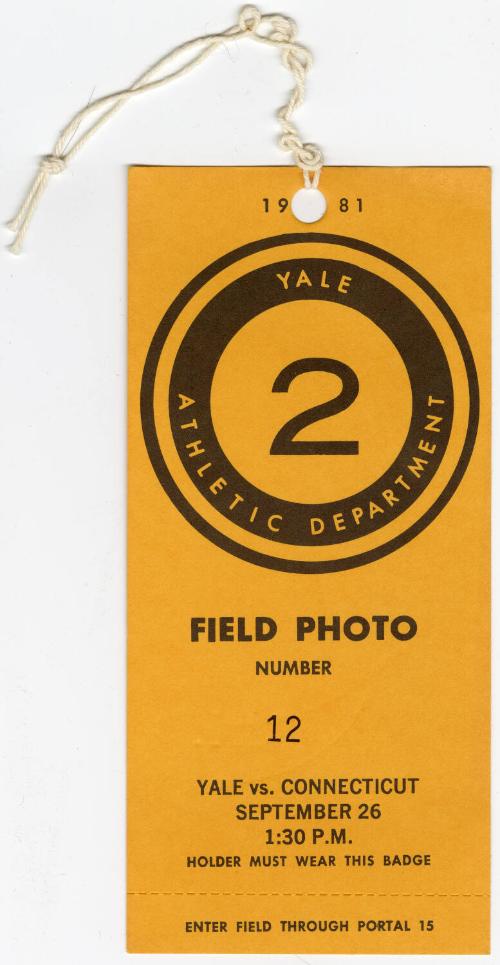 19 81
YALE
2
ATHLETIC DEPARTMENT
FIELD PHOTO
NUMBER
12
YALE vs. CONNECTICUT
SEPTEMBER 26
1:30 P.M.
HOLDER MUST WEAR THIS BADGE
ENTER FIELD THROUGH PORTAL 15